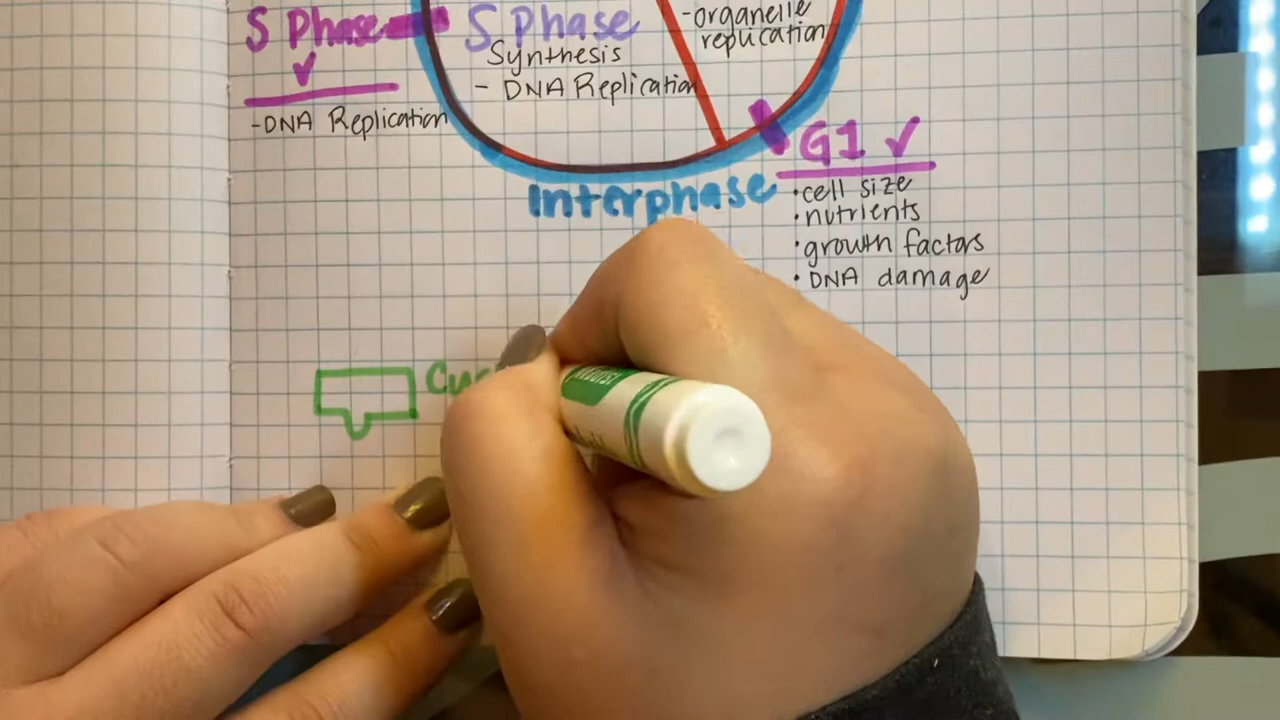 S Phase
✓
-DNA Replication
S Phase
Synthesis
- DNA Replication
-organelle
replication
Interphase
G1 ✓
•cell size
•nutrients
•growth factors
•DNA damage